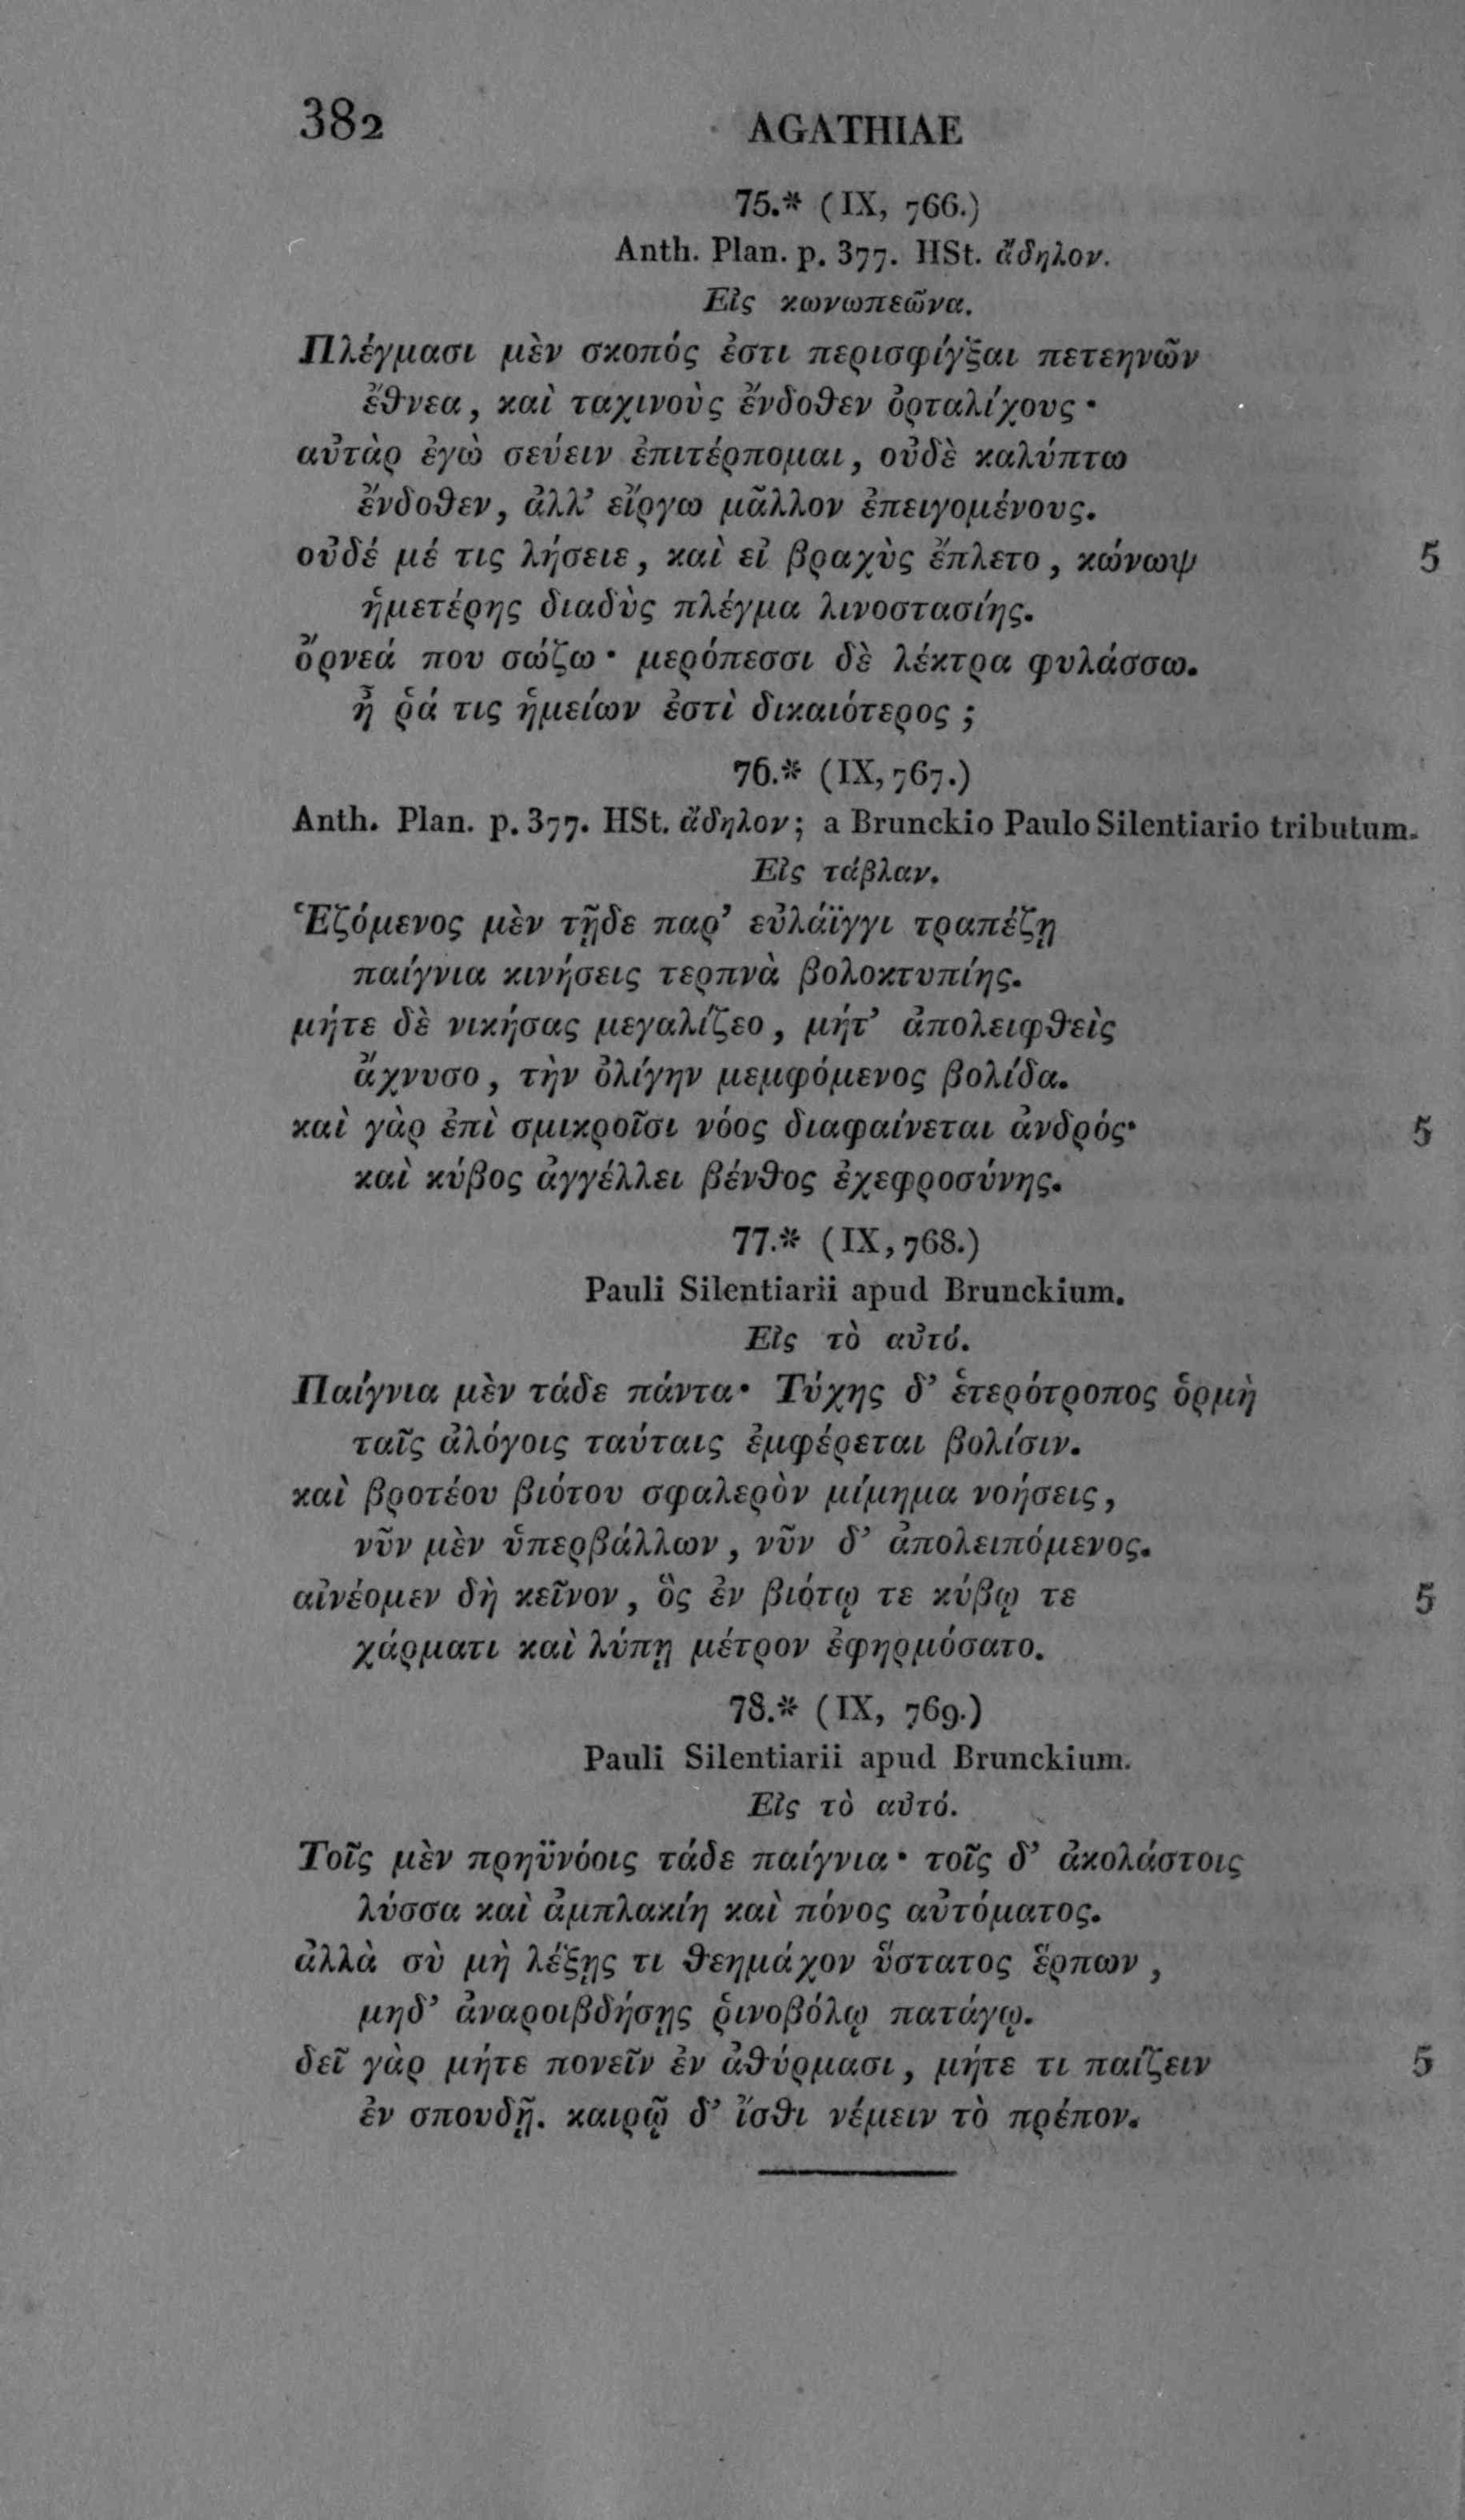 382 AGATHIAE
75.* (IX, 766.)
Anth. Plan. p. 377. HSt. ἄδηλον.
Εἰς κωνωπεῶνα.
Πλέγμασι μὲν σκοπός ἐστι περισφίγξαι πετεηνῶν
ἔθνεα, καὶ ταχινοὺς ἔνδοθεν ὀρταλίχους·
αὐτὰρ ἐγὼ σεύειν ἐπιτέρπομαι, οὐδὲ καλύπτω
ἔνδοθεν, ἀλλ’ εἴργω μᾶλλον ἐπειγομένους.
οὐδέ μέ τις λήσειε, καὶ εἰ βραχὺς ἔπλετο, κώνωψ 5
ἡμετέρης διαδὺς πλέγμα λινοστασίης.
ὄρνεά που σώζω· μερόπεσσι δὲ λέκτρα φυλάσσω.
ἦ ῥά τις ἡμείων ἐστὶ δικαιότερος;
76.* (IX, 767.)
Anth. Plan. p. 377. HSt. ἄδηλον; a Brunckio Paulo Silentiario tributum.
Εἰς τάβλαν.
Ἑζόμενος μὲν τῇδε παρ’ εὐλάϊγγι τραπέζῃ
παίγνια κινήσεις τερπνὰ βολοκτυπίης.
μήτε δὲ νικήσας μεγαλίζεο, μήτ’ ἀπολειφθεὶς
ἄχνυσο, τὴν ὀλίγην μεμφόμενος βολίδα.
καὶ γὰρ ἐπὶ σμικροῖσι νόος διαφαίνεται ἀνδρός· 5
καὶ κύβος ἀγγέλλει βένθος ἐχεφροσύνης.
77.* (IX, 768.)
Pauli Silentiarii apud Brunckium.
Εἰς τὸ αὐτό.
Παίγνια μὲν τάδε πάντα· Τύχης δ’ ἑτερότροπος ὁρμὴ
ταῖς ἀλόγοις ταύταις ἐμφέρεται βολίσιν.
καὶ βροτέου βιότου σφαλερὸν μίμημα νοήσεις,
νῦν μὲν ὑπερβάλλων, νῦν δ’ ἀπολειπόμενος.
αἰνέομεν δὴ κεῖνον, ὃς ἐν βιότῳ τε κύβῳ τε 5
χάρματι καὶ λύπῃ μέτρον ἐφηρμόσατο.
78.* (IX, 769.)
Pauli Silentiarii apud Brunckium.
Εἰς τὸ αὐτό.
Τοῖς μὲν πρηϋνόοις τάδε παίγνια· τοῖς δ’ ἀκολάστοις
λύσσα καὶ ἀμπλακίη καὶ πόνος αὐτόματος.
ἀλλὰ σὺ μὴ λέξῃς τι θεημάχον ὕστατος ἕρπων,
μηδ’ ἀναροιβδήσῃς ῥινοβόλῳ πατάγῳ.
δεῖ γὰρ μήτε πονεῖν ἐν ἀθύρμασι, μήτε τι παίζειν 5
ἐν σπουδῇ. καιρῷ δ’ ἴσθι νέμειν τὸ πρέπον.